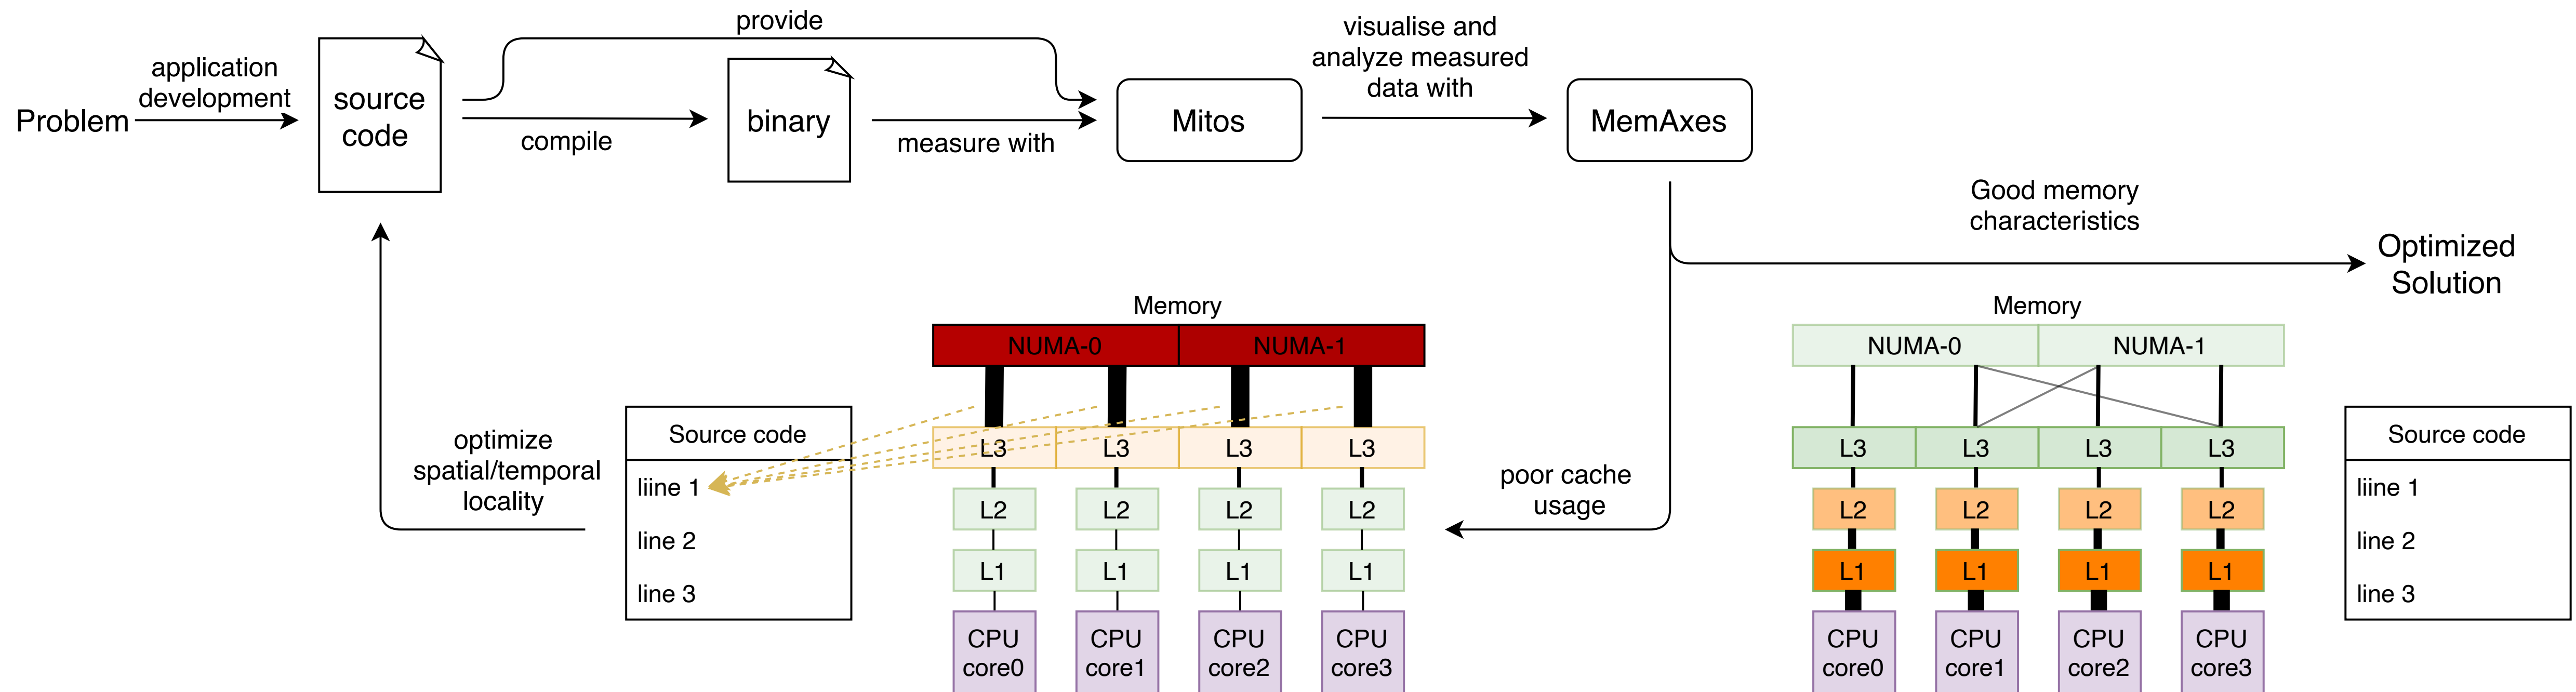 provide
visualise and
analyze measured
data with
application
development
Problem
source
code
compile
binary
measure with
Mitos
MemAxes
Good memory
characteristics
Optimized
Solution
optimize
spatial/temporal
locality
Source code
liine 1
line 2
line 3
Memory
NUMA-0 NUMA-1
L3 L3 L3 L3
L2 L2 L2 L2
L1 L1 L1 L1
CPU CPU CPU CPU
core0 core1 core2 core3
poor cache
usage
Memory
NUMA-0 NUMA-1
L3 L3 L3 L3
L2 L2 L2 L2
L1 L1 L1 L1
CPU CPU CPU CPU
core0 core1 core2 core3
Source code
liine 1
line 2
line 3